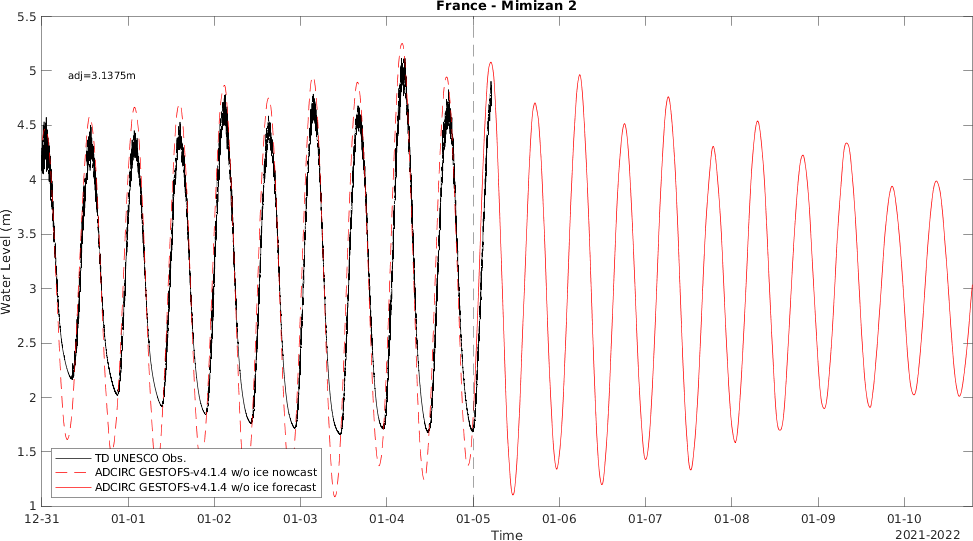 France - Mimizan 2
adj=3.1375m
5.5
5
4.5
4
3.5
3
2.5
2
1.5
1
Water Level (m)
TD UNESCO Obs.
ADCIRC GESTOFS-v4.1.4 w/o ice nowcast
ADCIRC GESTOFS-v4.1.4 w/o ice forecast
12-31 01-01 01-02 01-03 01-04 01-05 01-06 01-07 01-08 01-09 01-10
Time
2021-2022